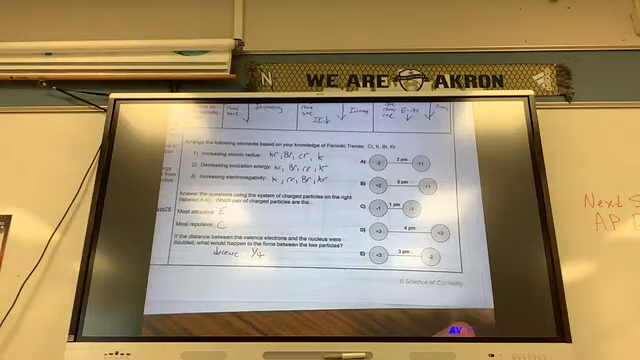 WE ARE AKRON
N
Increasing
Arrange the following elements based on your knowledge of Periodic Trends: Cr, K, Br, Kr
1) Increasing atomic radius: Kr, Br, Cr, K
2) Decreasing ionization energy: Kr, Br, Cr, K
3) Increasing electronegativity: K, Cr, Br, Kr
Answer the questions using the system of charged particles on the right
(labeled A-E). Which pair of charged particles are the...
Most attractive: E
Most repulsive: C
If the distance between the valence electrons and the nucleus were
doubled, what would happen to the force between the two particles?
1/4
A) -2 2 pm +1
B) +2 3 pm +1
C) -1 1 pm -1
D) +3 4 pm
E) +3 3 pm -2
© Science of Curiosity
Next
AP